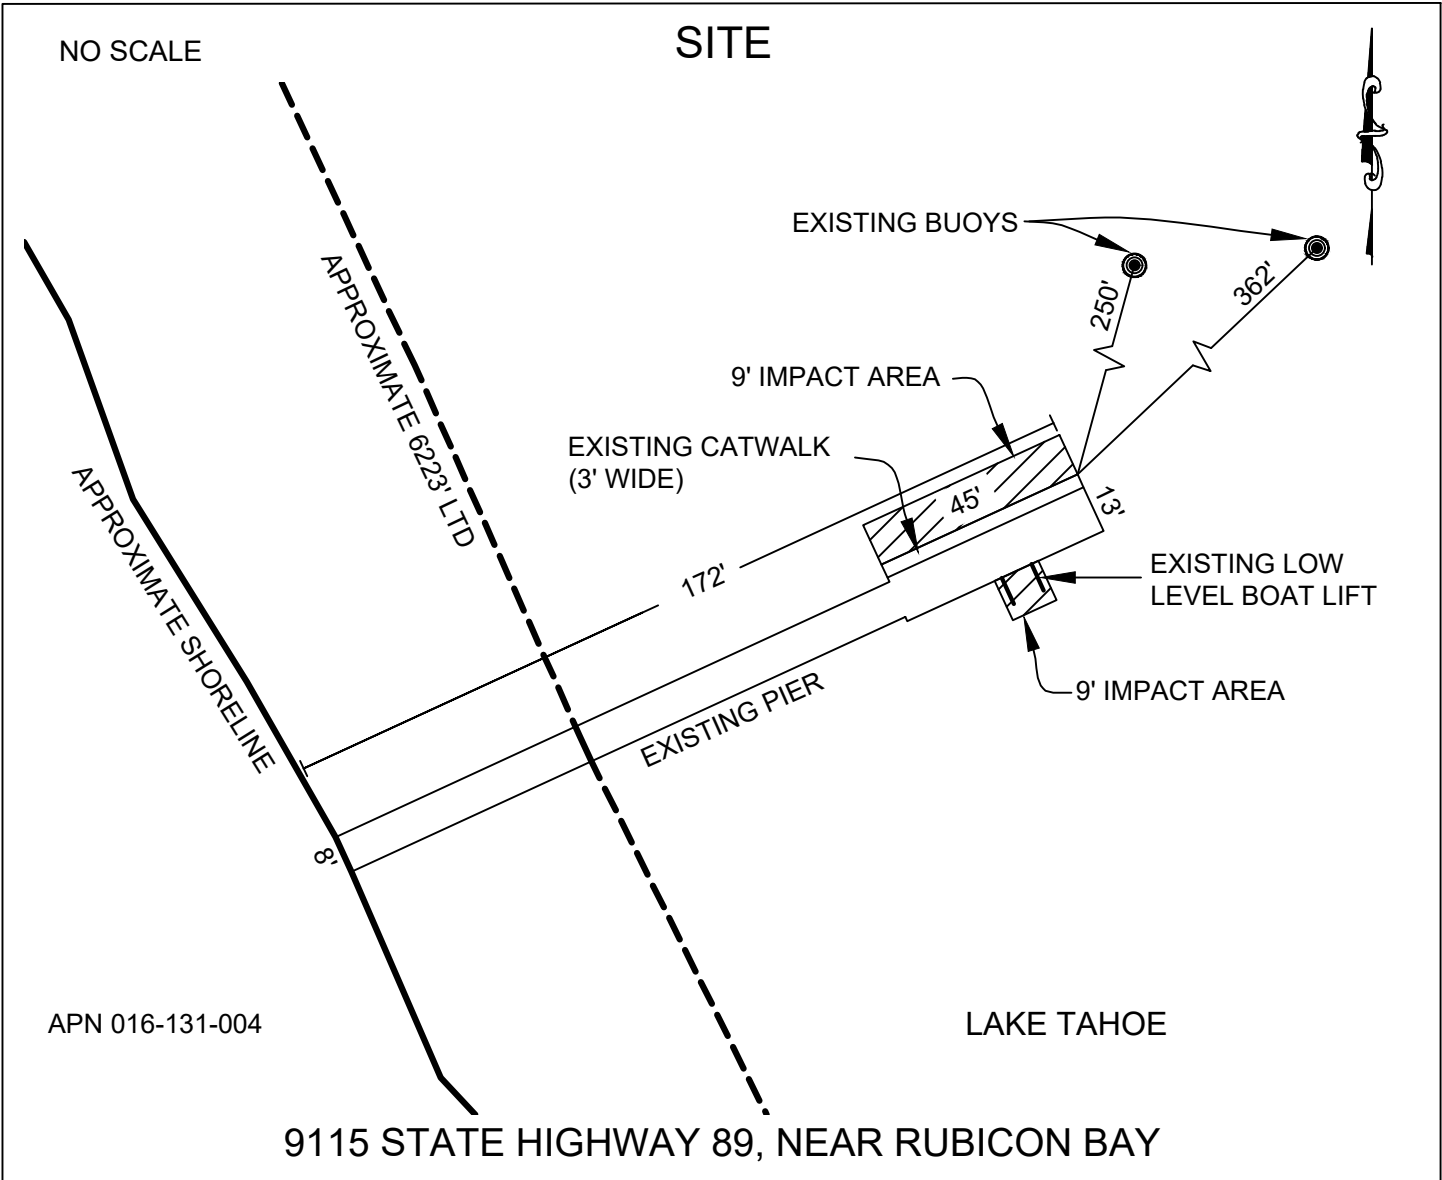 NO SCALE
SITE
EXISTING BUOYS
250'
362'
9' IMPACT AREA
EXISTING CATWALK
(3' WIDE)
45'
13'
APPROXIMATE 6223' LTD
172'
EXISTING LOW
LEVEL BOAT LIFT
9' IMPACT AREA
APPROXIMATE SHORELINE
EXISTING PIER
8'
APN 016-131-004
LAKE TAHOE
9115 STATE HIGHWAY 89, NEAR RUBICON BAY